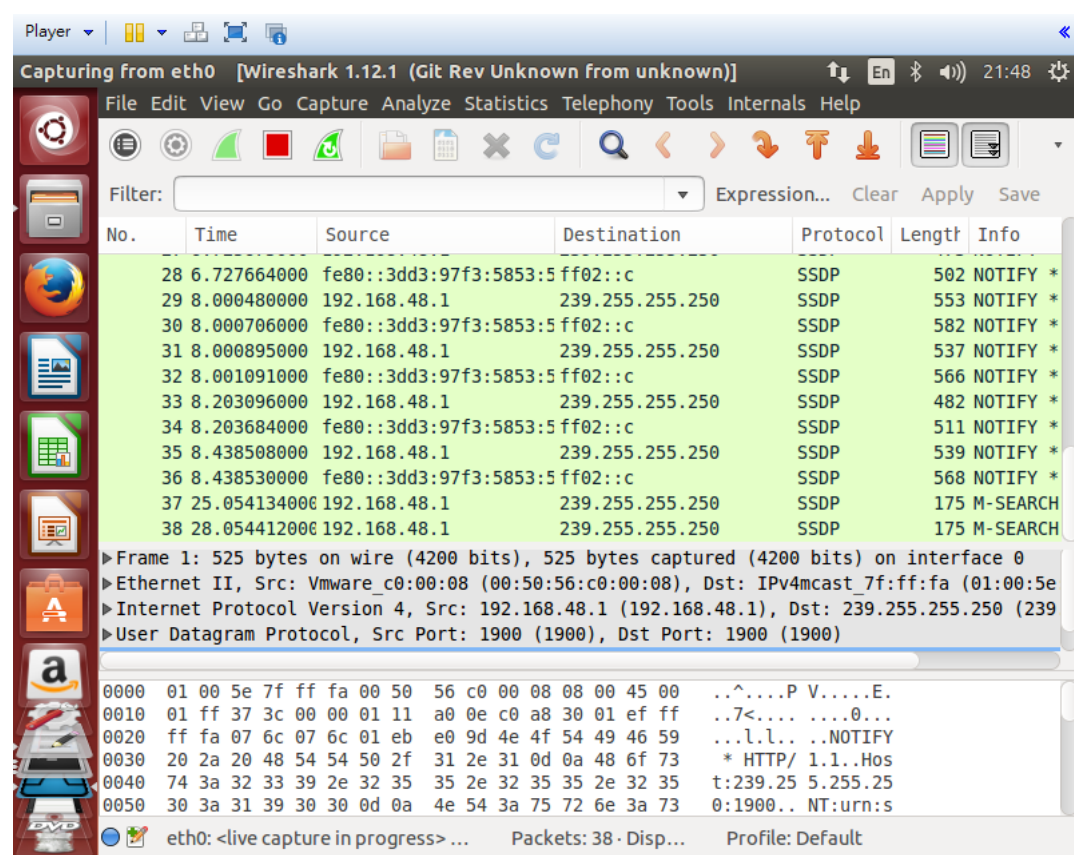 Player
Capturing from eth0 [Wireshark 1.12.1 (Git Rev Unknown from unknown)] En 21:48
File Edit View Go Capture Analyze Statistics Telephony Tools Internals Help
Filter: Expression... Clear Apply Save
No. Time Source Destination Protocol Length Info
28 6.727664000 fe80::3dd3:97f3:5853:5 ff02::c SSDP 502 NOTIFY *
29 8.000480000 192.168.48.1 239.255.255.250 SSDP 553 NOTIFY *
30 8.000706000 fe80::3dd3:97f3:5853:5 ff02::c SSDP 582 NOTIFY *
31 8.000895000 192.168.48.1 239.255.255.250 SSDP 537 NOTIFY *
32 8.001091000 fe80::3dd3:97f3:5853:5 ff02::c SSDP 566 NOTIFY *
33 8.203096000 192.168.48.1 239.255.255.250 SSDP 482 NOTIFY *
34 8.203684000 fe80::3dd3:97f3:5853:5 ff02::c SSDP 511 NOTIFY *
35 8.438508000 192.168.48.1 239.255.255.250 SSDP 539 NOTIFY *
36 8.438530000 fe80::3dd3:97f3:5853:5 ff02::c SSDP 568 NOTIFY *
37 25.054134000 192.168.48.1 239.255.255.250 SSDP 175 M-SEARCH
38 28.054412000 192.168.48.1 239.255.255.250 SSDP 175 M-SEARCH
Frame 1: 525 bytes on wire (4200 bits), 525 bytes captured (4200 bits) on interface 0
Ethernet II, Src: Vmware_c0:00:08 (00:50:56:c0:00:08), Dst: IPv4mcast_7f:ff:fa (01:00:5e
Internet Protocol Version 4, Src: 192.168.48.1 (192.168.48.1), Dst: 239.255.255.250 (239
User Datagram Protocol, Src Port: 1900 (1900), Dst Port: 1900 (1900)
0000 01 00 5e 7f ff fa 00 50 56 c0 00 08 08 00 45 00 ..^....P V.....E.
0010 01 ff 37 3c 00 00 01 11 a0 0e c0 a8 30 01 ef ff ..7<.... ....0...
0020 ff fa 07 6c 07 6c 01 eb e0 9d 4e 4f 54 49 46 59 ...l.l.. ..NOTIFY
0030 20 2a 20 48 54 54 50 2f 31 2e 31 0d 0a 48 6f 73 * HTTP/ 1.1..Hos
0040 74 3a 32 33 39 2e 32 35 35 2e 32 35 35 2e 32 35 t:239.25 5.255.25
0050 30 3a 31 39 30 30 0d 0a 4e 54 3a 75 72 6e 3a 73 0:1900.. NT:urn:s
eth0: <live capture in progress> ... Packets: 38 · Disp... Profile: Default